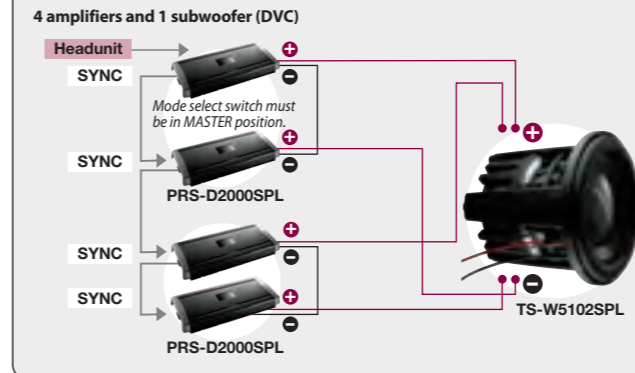 4 amplifiers and 1 subwoofer (DVC)
Headunit
SYNC
Mode select switch must
be in MASTER position.
SYNC
PRS-D2000SPL
SYNC
SYNC
PRS-D2000SPL
TS-W5102SPL